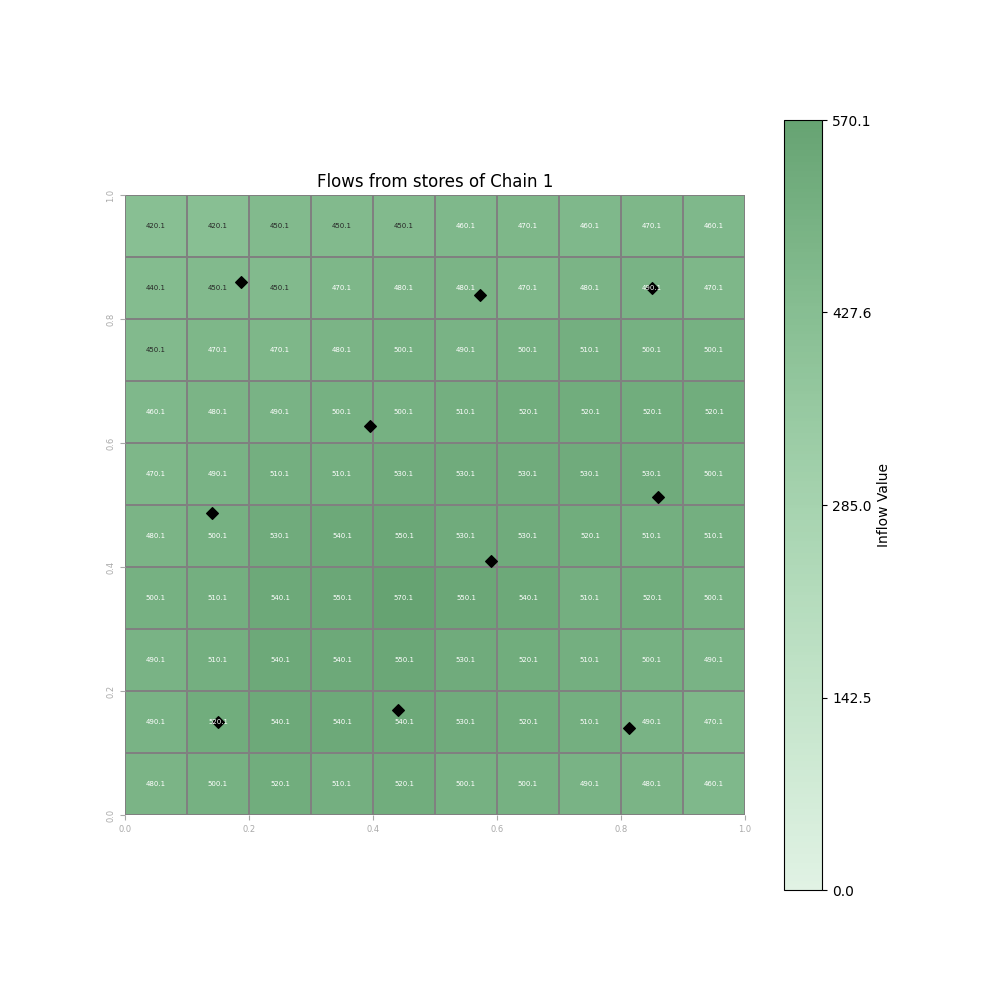 Flows from stores of Chain 1
1.0
420.1 420.1 450.1 450.1 450.1 460.1 470.1 460.1 470.1 460.1
440.1 450.1 450.1 470.1 480.1 480.1 470.1 480.1 490.1 470.1
0.8
450.1 470.1 470.1 480.1 500.1 490.1 500.1 510.1 500.1 500.1
460.1 480.1 490.1 500.1 500.1 510.1 520.1 520.1 520.1 520.1
0.6
470.1 490.1 510.1 510.1 530.1 530.1 530.1 530.1 530.1 500.1
480.1 500.1 530.1 540.1 550.1 530.1 530.1 520.1 510.1 510.1
0.4
500.1 510.1 540.1 550.1 570.1 550.1 540.1 510.1 520.1 500.1
490.1 510.1 540.1 540.1 550.1 530.1 520.1 510.1 500.1 490.1
0.2
490.1 520.1 540.1 540.1 540.1 530.1 520.1 510.1 490.1 470.1
480.1 500.1 520.1 510.1 520.1 500.1 500.1 490.1 480.1 460.1
0.0
0.0 0.2 0.4 0.6 0.8 1.0
570.1
427.6
285.0
142.5
0.0
Inflow Value